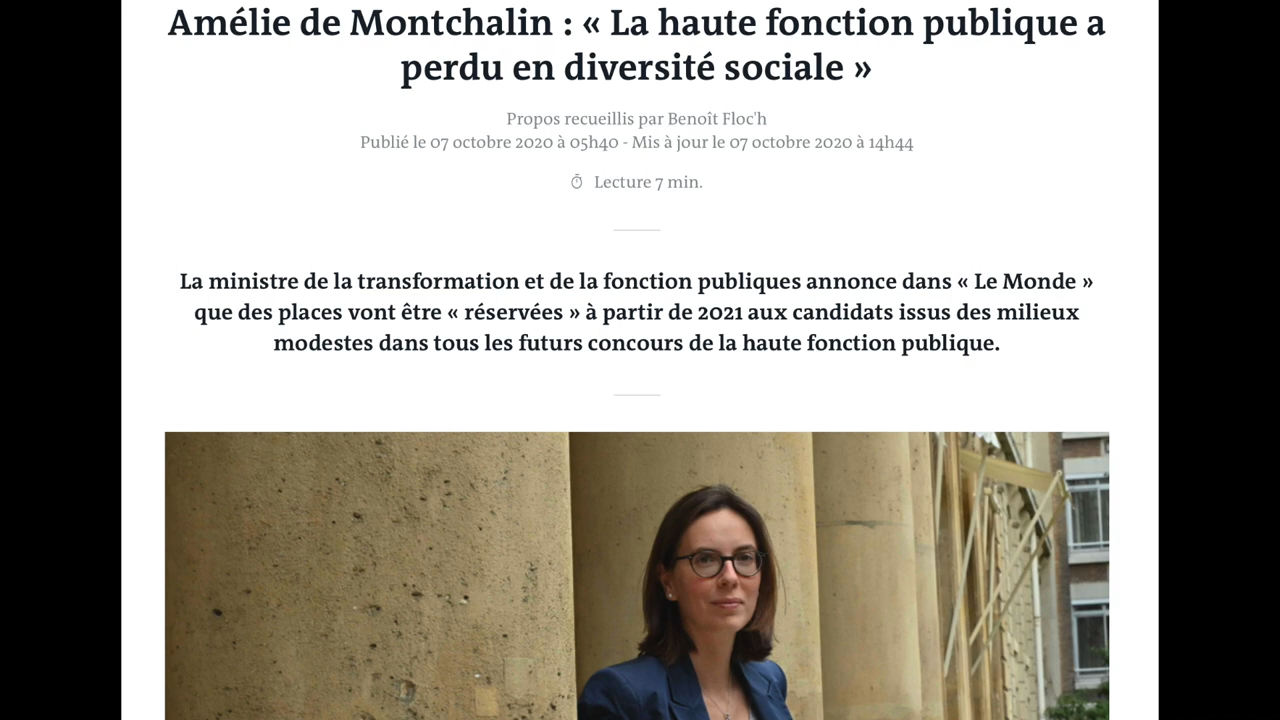 Amélie de Montchalin : « La haute fonction publique a
perdu en diversité sociale »
Propos recueillis par Benoît Floc'h
Publié le 07 octobre 2020 à 05h40 - Mis à jour le 07 octobre 2020 à 14h44
Lecture 7 min.
La ministre de la transformation et de la fonction publiques annonce dans « Le Monde »
que des places vont être « réservées » à partir de 2021 aux candidats issus des milieux
modestes dans tous les futurs concours de la haute fonction publique.